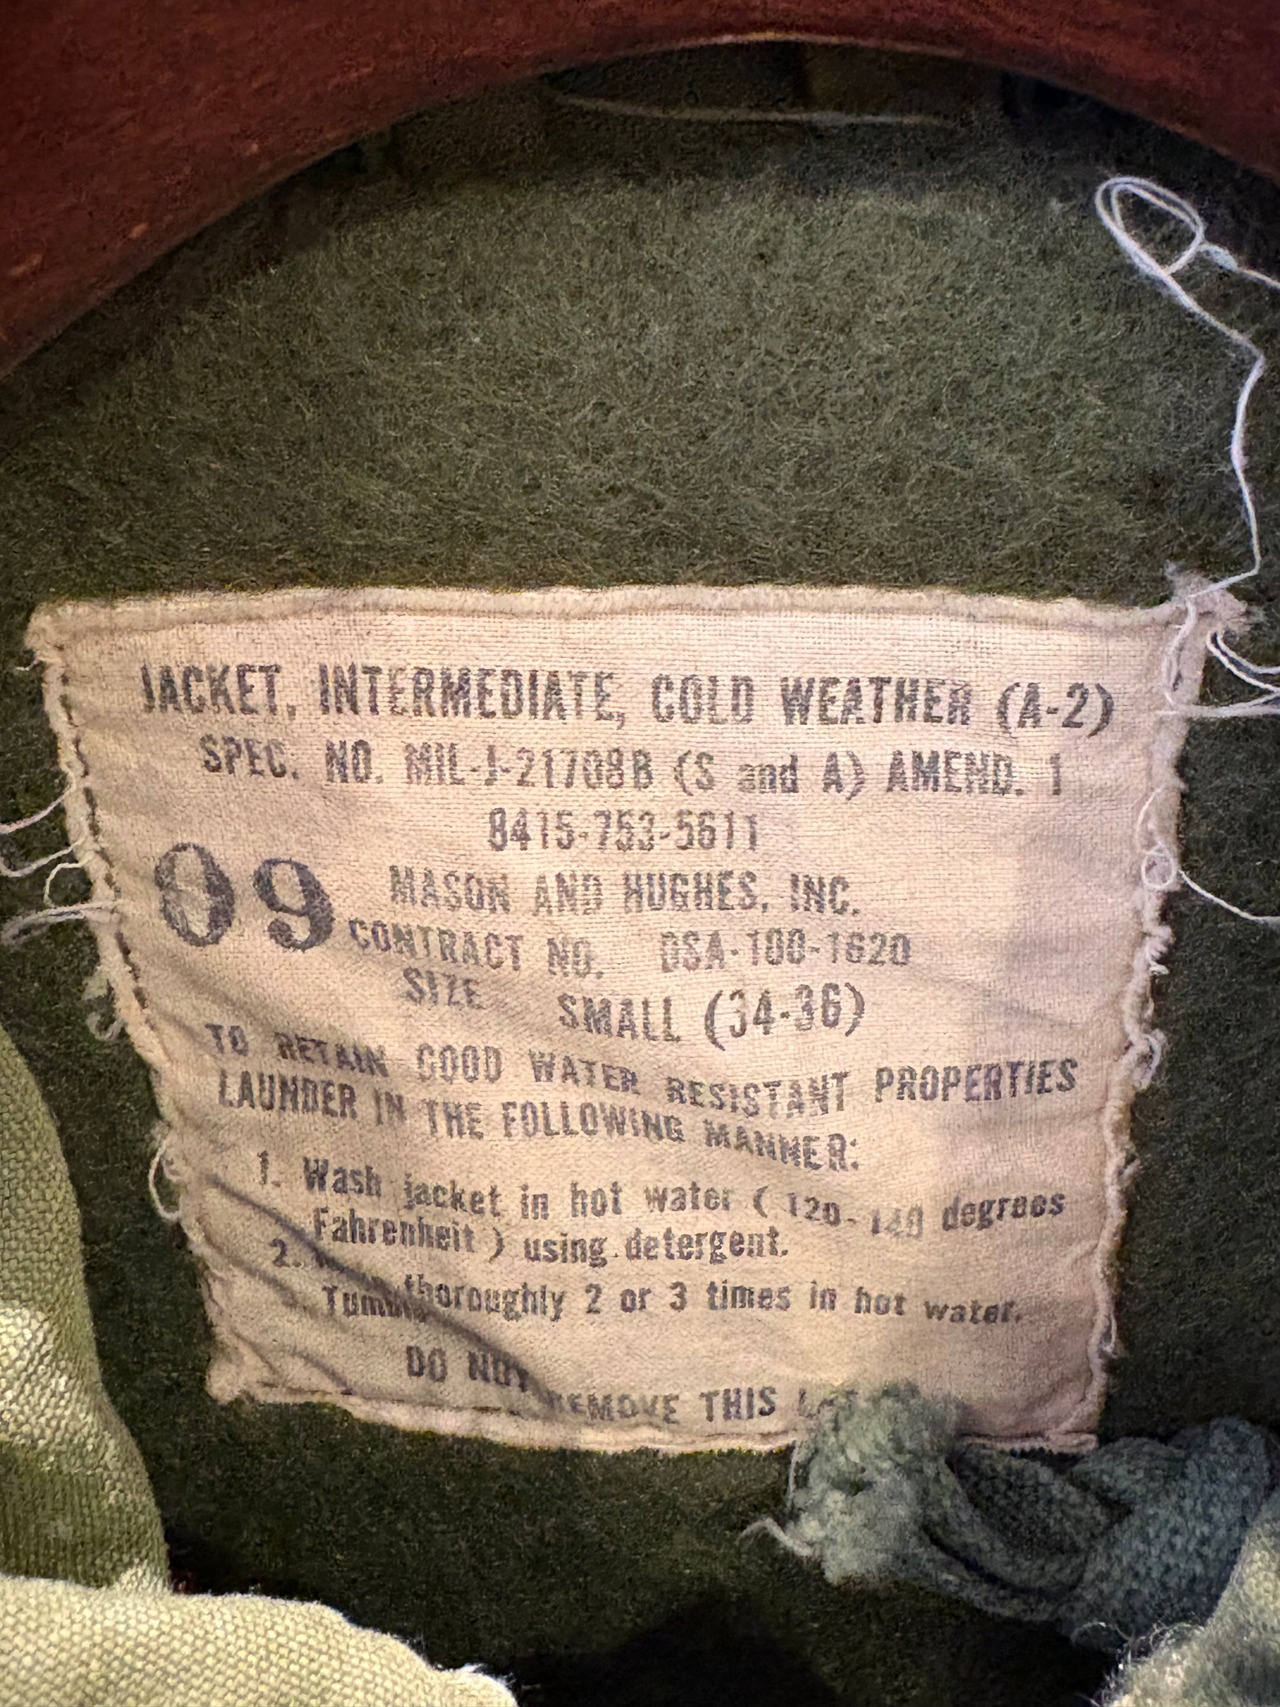 JACKET, INTERMEDIATE, COLD WEATHER (A-2)
SPEC. NO. MIL-J-21708B (S and A) AMEND. 1
8415-753-5611
09
MASON AND HUGHES, INC.
CONTRACT NO. DSA-100-1620
SIZE SMALL (34-36)
TO RETAIN GOOD WATER RESISTANT PROPERTIES
LAUNDER IN THE FOLLOWING MANNER:
1. Wash jacket in hot water ( 120-140 degrees
Fahrenheit ) using detergent.
2. thoroughly 2 or 3 times in hot water.
3.
DO NOT REMOVE THIS